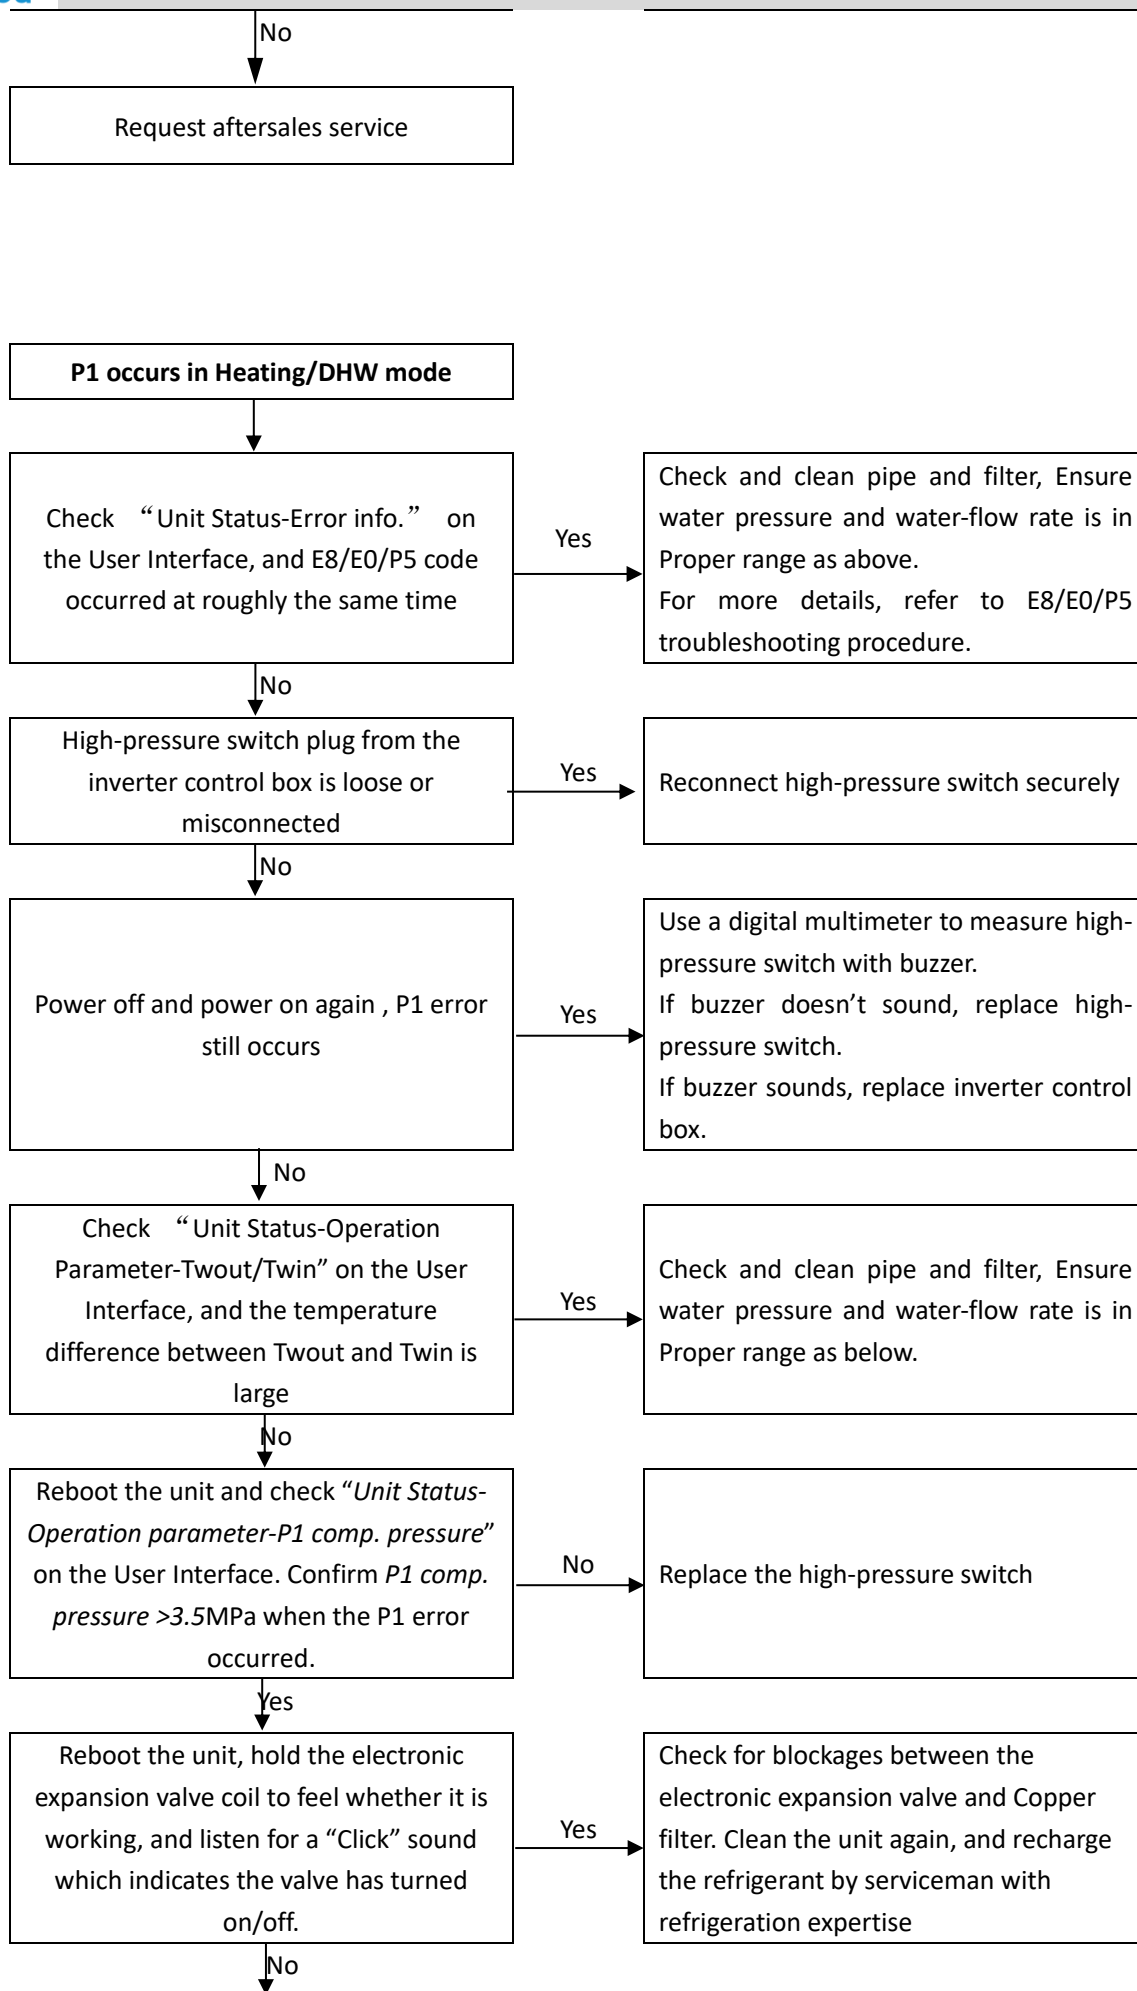 No
Request aftersales service
P1 occurs in Heating/DHW mode
Check “Unit Status-Error info.” on
the User Interface, and E8/E0/P5 code
occurred at roughly the same time
Yes
Check and clean pipe and filter, Ensure
water pressure and water-flow rate is in
Proper range as above.
For more details, refer to E8/E0/P5
troubleshooting procedure.
No
High-pressure switch plug from the
inverter control box is loose or
misconnected
Yes
Reconnect high-pressure switch securely
No
Power off and power on again , P1 error
still occurs
Yes
Use a digital multimeter to measure high-
pressure switch with buzzer.
If buzzer doesn’t sound, replace high-
pressure switch.
If buzzer sounds, replace inverter control
box.
No
Check “Unit Status-Operation
Parameter-Twout/Twin” on the User
Interface, and the temperature
difference between Twout and Twin is
large
Yes
Check and clean pipe and filter, Ensure
water pressure and water-flow rate is in
Proper range as below.
No
Reboot the unit and check “Unit Status-
Operation parameter-P1 comp. pressure”
on the User Interface. Confirm P1 comp.
pressure >3.5MPa when the P1 error
occurred.
No
Replace the high-pressure switch
Yes
Reboot the unit, hold the electronic
expansion valve coil to feel whether it is
working, and listen for a “Click” sound
which indicates the valve has turned
on/off.
Yes
Check for blockages between the
electronic expansion valve and Copper
filter. Clean the unit again, and recharge
the refrigerant by serviceman with
refrigeration expertise
No